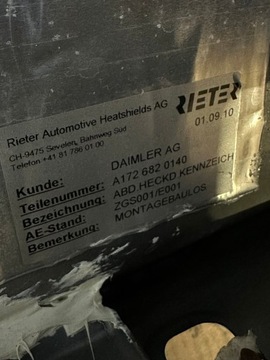 Rieter Automotive Heatshields AG
CH-9475 Sevelen, Bahnweg Süd
Telefon +41 81 786 01 00
RIETER
01.09.10
Kunde: DAIMLER AG
Teilenummer: A172 682 0140
Bezeichnung: ABD.HECKD KENNZEICH
AE-Stand: ZGS001/E001
Bemerkung: MONTAGEBAULOS